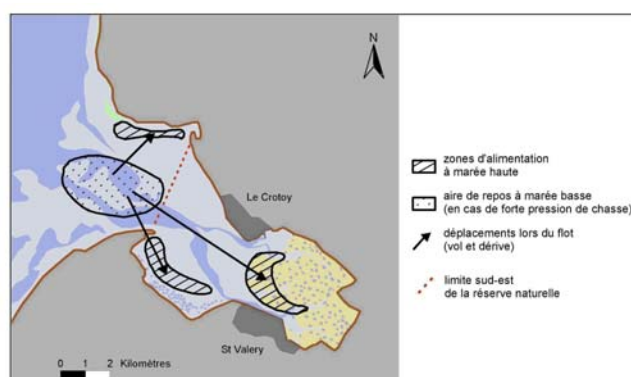 N
Le Crotoy
St Valery
0 1 2 Kilomètres
zones d'alimentation
à marée haute
aire de repos à marée basse
(en cas de forte pression de chasse)
déplacements lors du flot
(vol et dérive)
limite sud-est
de la réserve naturelle